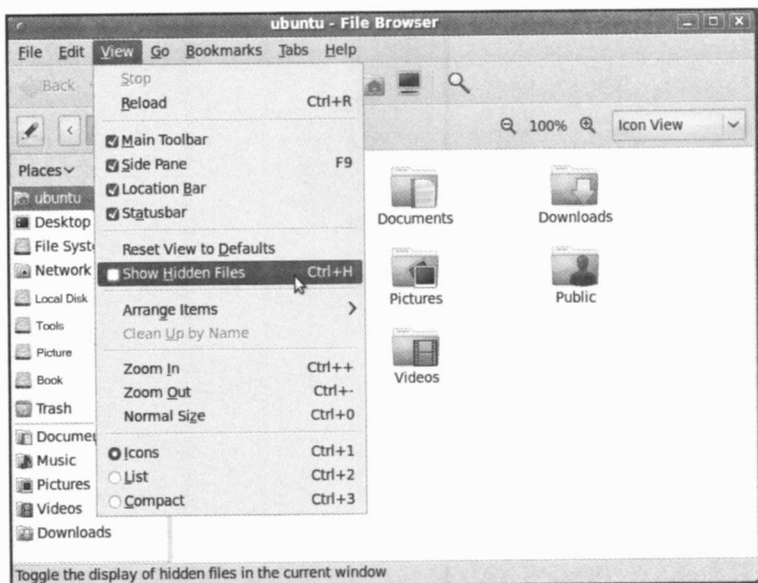 ubuntu - File Browser
File Edit View Go Bookmarks Tabs Help
Back
Stop
Reload Ctrl+R
Main Toolbar
Side Pane F9
Location Bar
Statusbar
Reset View to Defaults
Show Hidden Files Ctrl+H
Arrange Items
Clean Up by Name
Zoom In Ctrl++
Zoom Out Ctrl+-
Normal Size Ctrl+0
Icons Ctrl+1
List Ctrl+2
Compact Ctrl+3
100% Icon View
Places
ubuntu
Desktop
File Syst
Network
Local Disk
Tools
Picture
Book
Trash
Documer
Music
Pictures
Videos
Downloads
Documents Downloads
Pictures Public
Videos
Toggle the display of hidden files in the current window